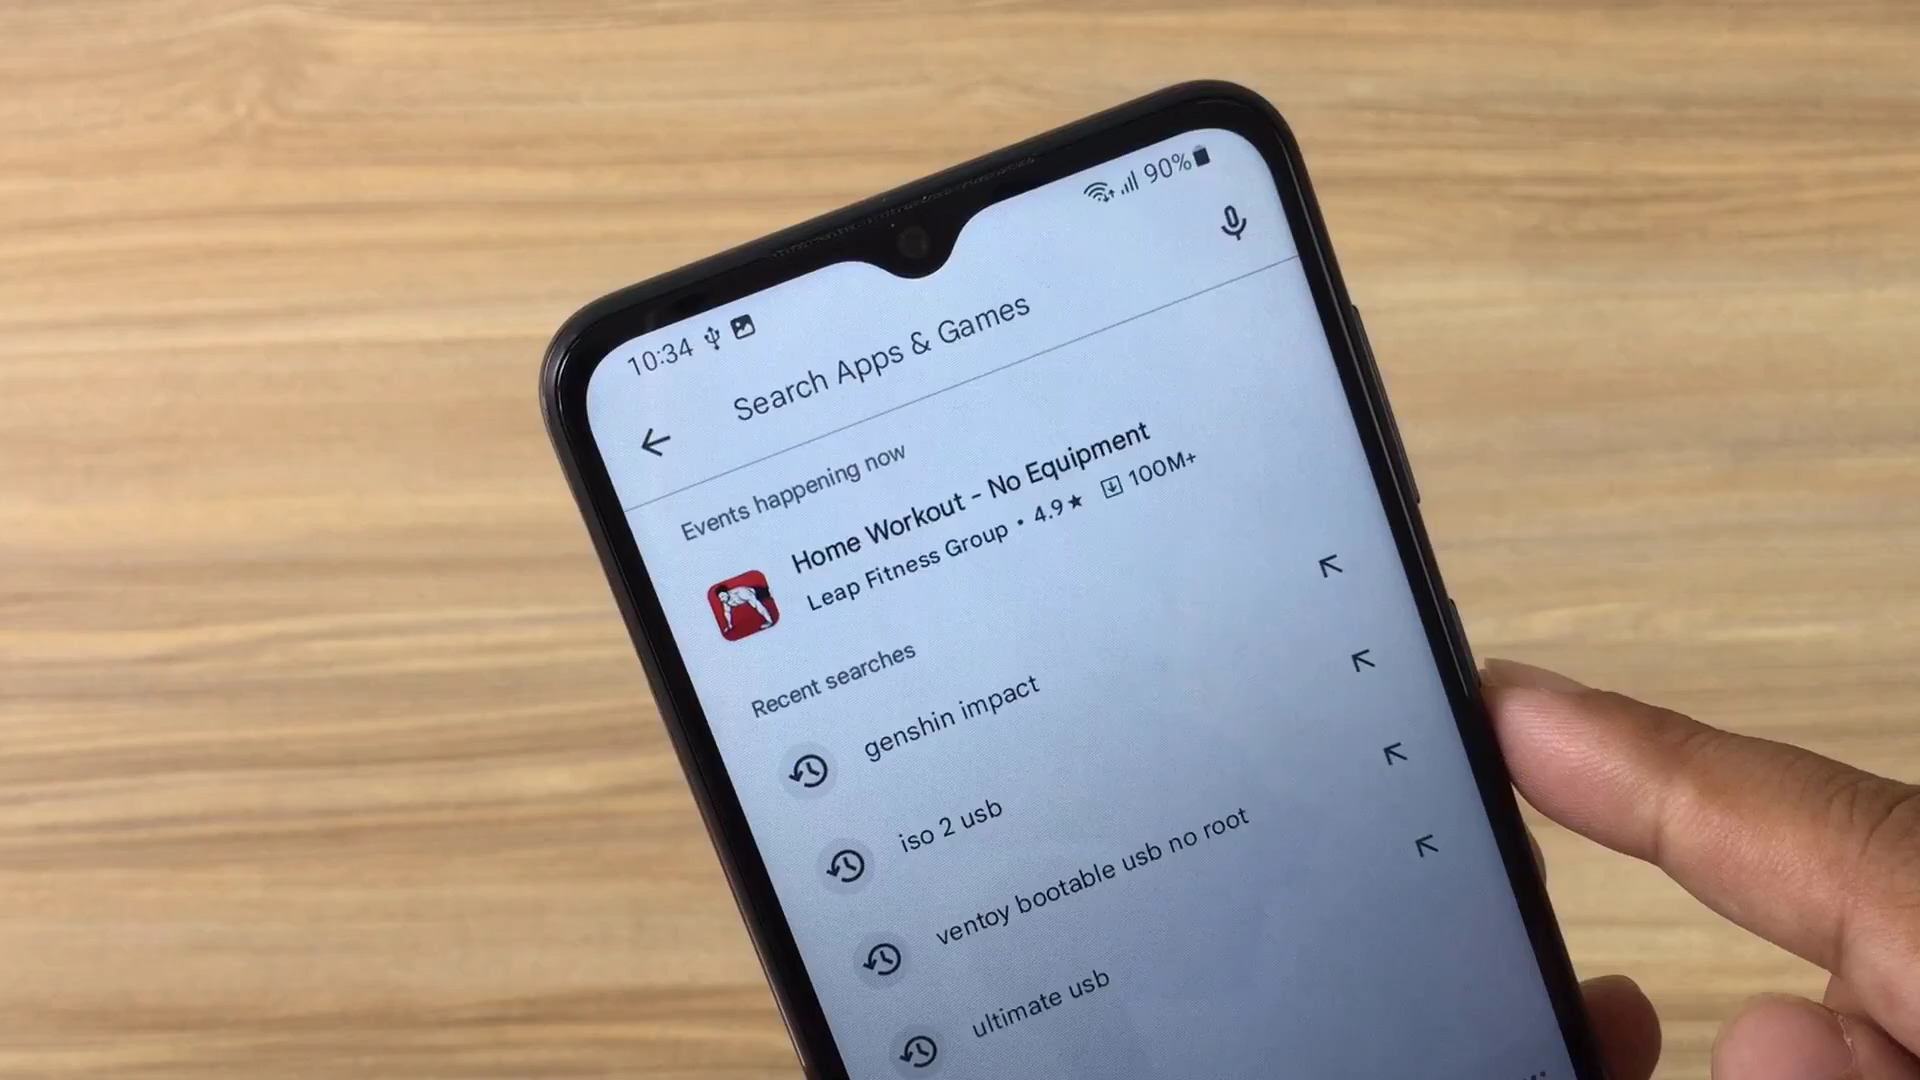 10:34
90%
Search Apps & Games
Events happening now
Home Workout - No Equipment
Leap Fitness Group • 4.9★ 100M+
Recent searches
genshin impact
iso 2 usb
ventoy bootable usb no root
ultimate usb